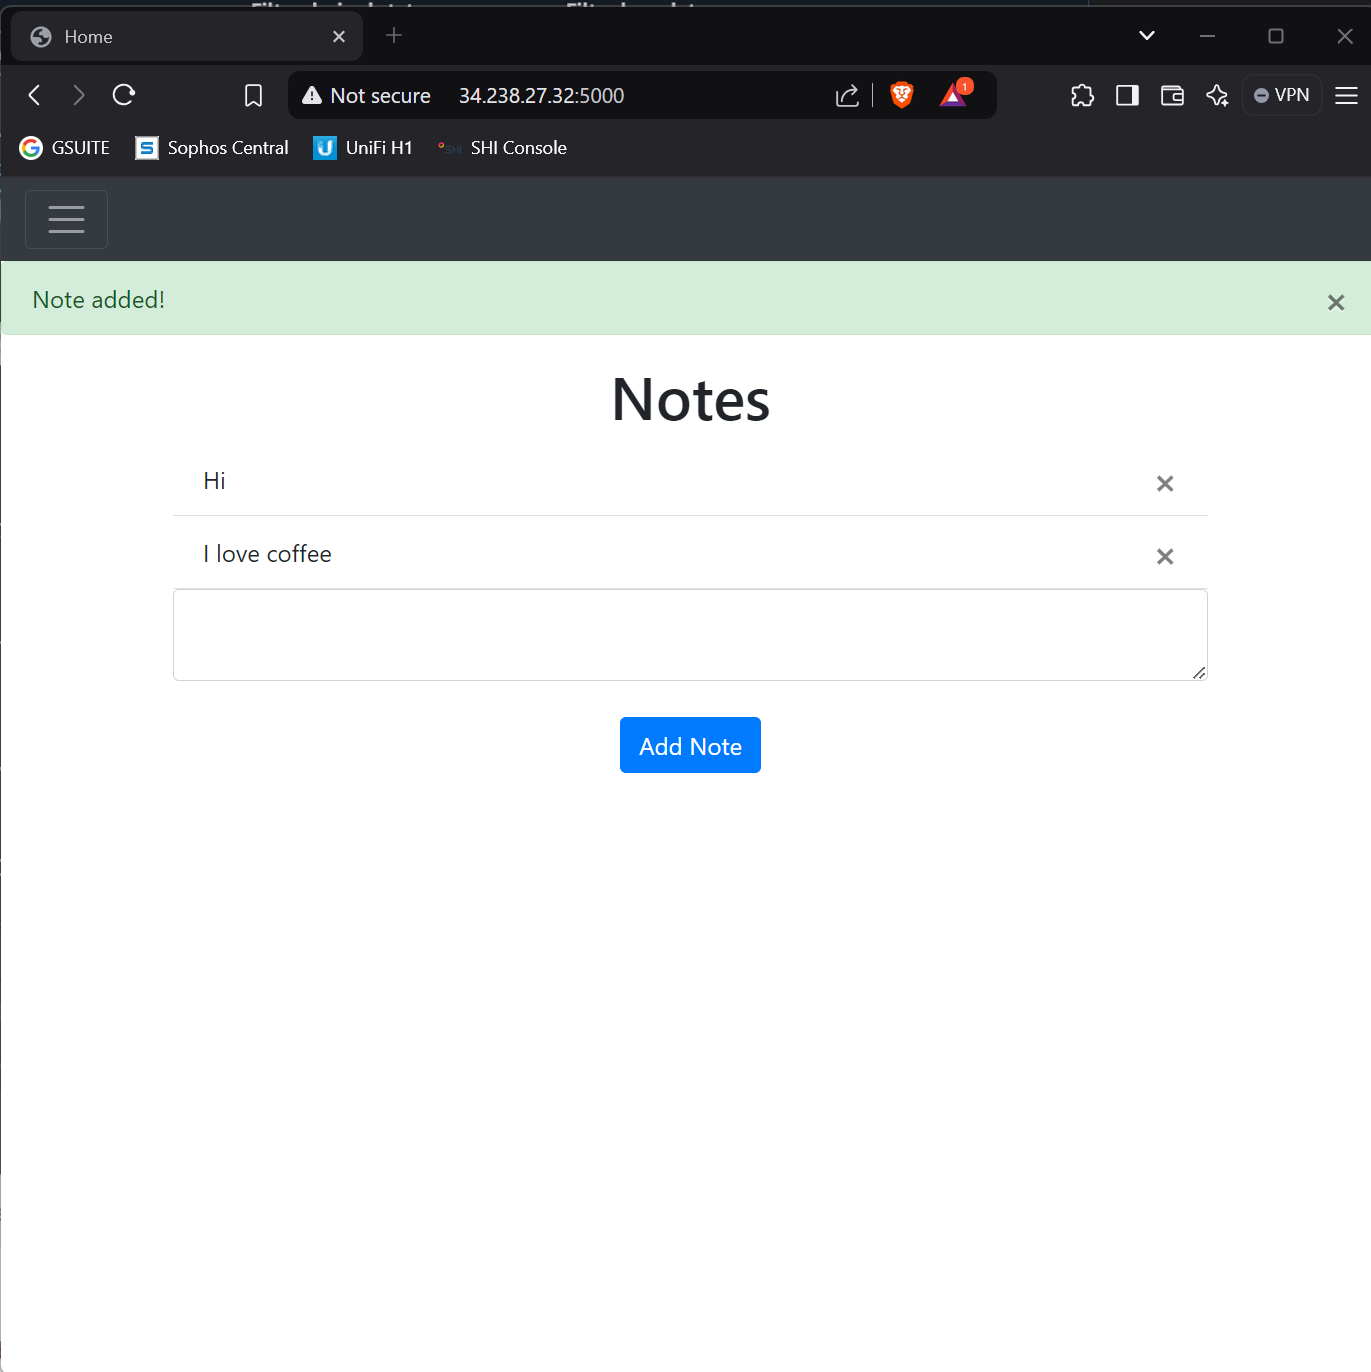 Home
Not secure 34.238.27.32:5000
1
VPN
GSUITE
Sophos Central
UniFi H1
SHI
SHI Console
Note added!
Notes
Hi
I love coffee
Add Note